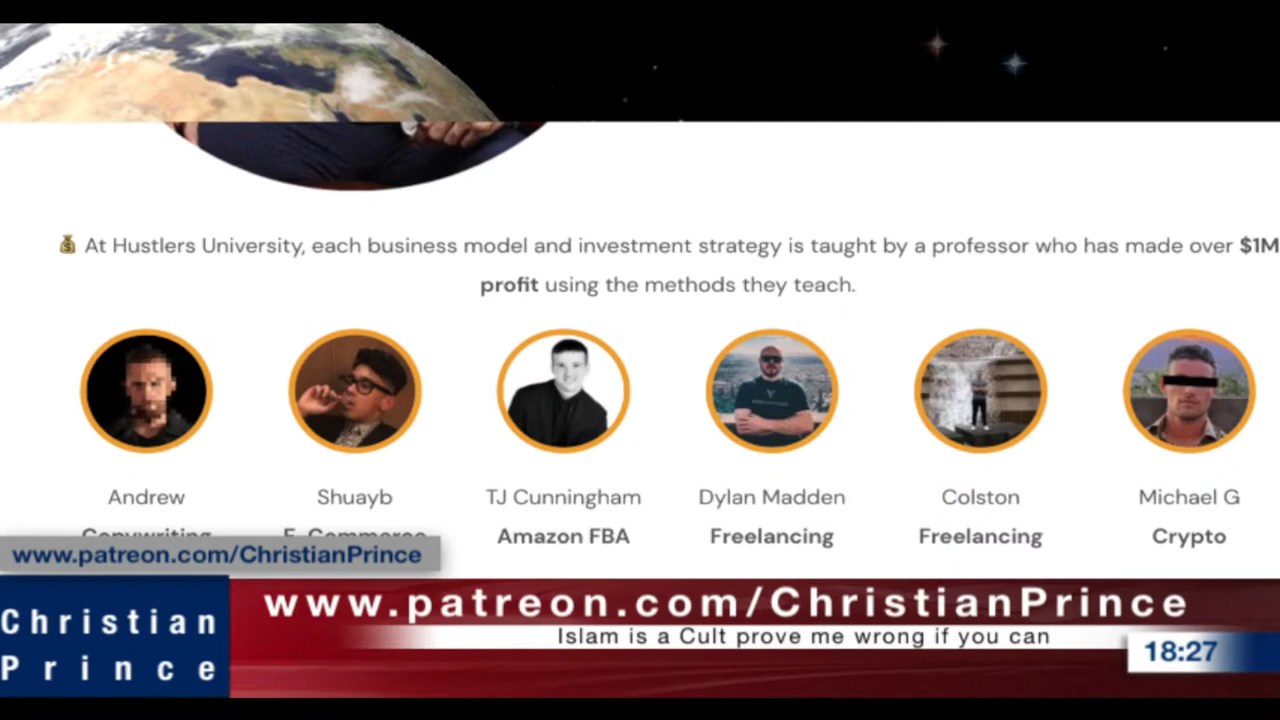 At Hustlers University, each business model and investment strategy is taught by a professor who has made over $1M
profit using the methods they teach.
Andrew
Shuayb
TJ Cunningham
Dylan Madden
Colston
Michael G
Copywriting
E-Commerce
Amazon FBA
Freelancing
Freelancing
Crypto
www.patreon.com/ChristianPrince
Christian
Prince
www.patreon.com/ChristianPrince
Islam is a Cult prove me wrong if you can
18:27